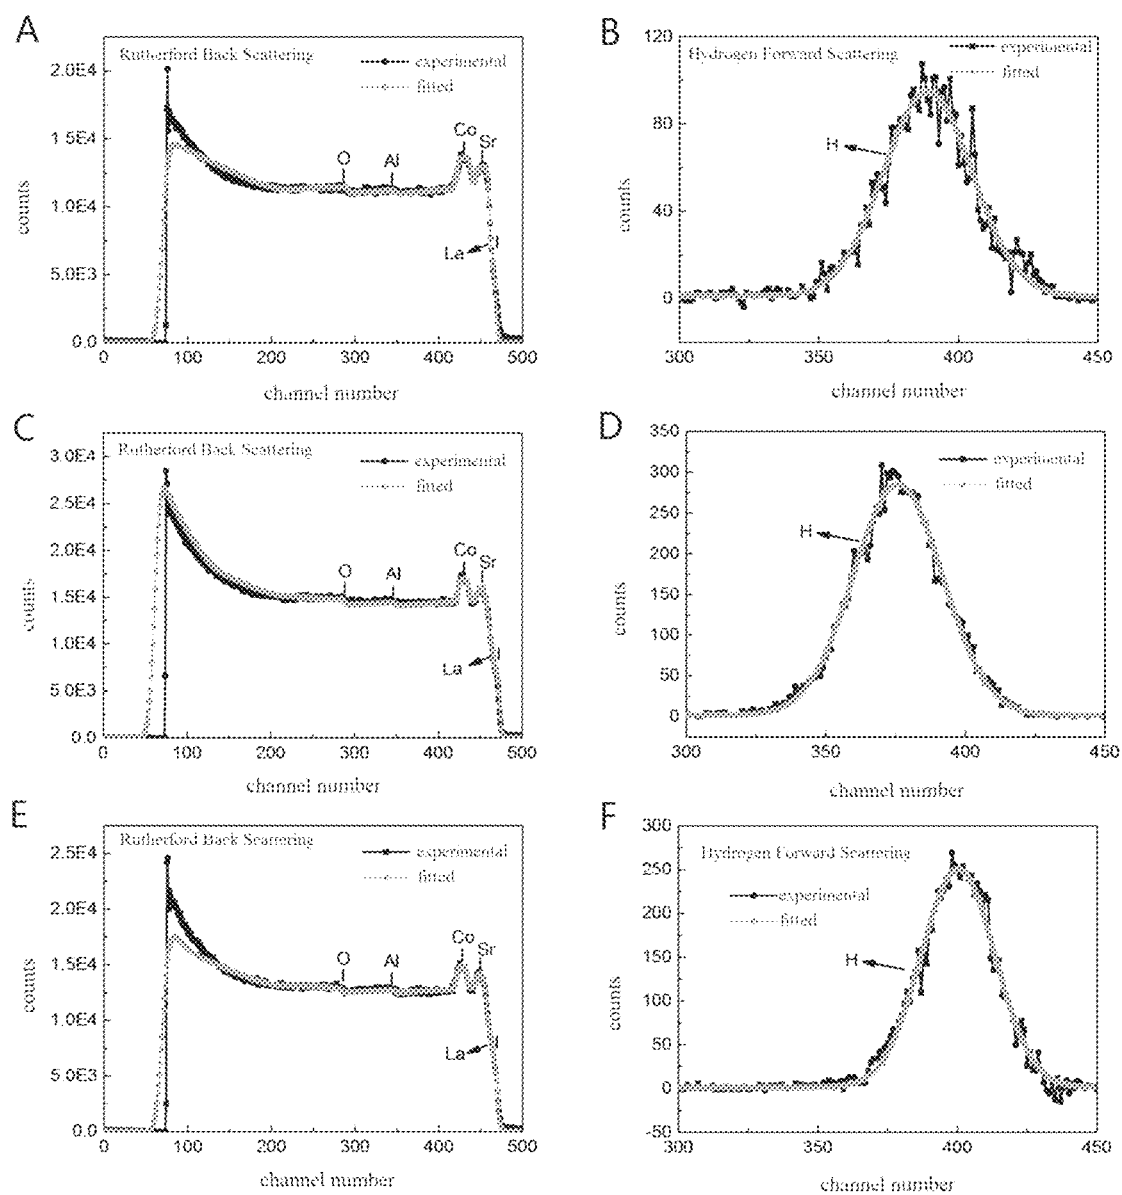 A
Rutherford Back Scattering
experimental
fitted
2.0E4
1.5E4
1.0E4
5.0E3
0.0
counts
O
Al
Co
Sr
La
0 100 200 300 400 500
channel number
B
Hydrogen Forward Scattering
experimental
fitted
120
80
40
0
counts
H
300 350 400 450
channel number
C
Rutherford Back Scattering
experimental
fitted
3.0E4
2.5E4
2.0E4
1.5E4
1.0E4
5.0E3
0.0
counts
O
Al
Co
Sr
La
0 100 200 300 400 500
channel number
D
experimental
fitted
350
300
250
200
150
100
50
0
counts
H
300 350 400 450
channel number
E
Rutherford Back Scattering
experimental
fitted
2.5E4
2.0E4
1.5E4
1.0E4
5.0E3
0.0
counts
O
Al
Co
Sr
La
0 100 200 300 400 500
channel number
F
Hydrogen Forward Scattering
experimental
fitted
300
250
200
150
100
50
0
-50
counts
H
300 350 400 450
channel number